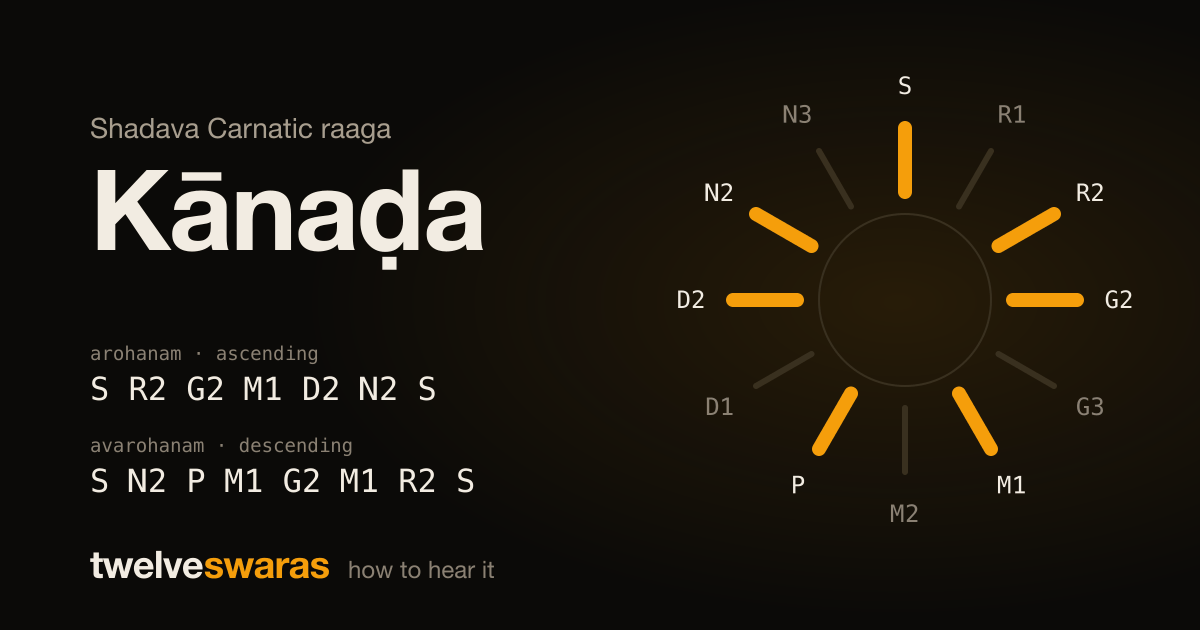 Shadava Carnatic raaga
Kānaḍa
arohanam · ascending
S R2 G2 M1 D2 N2 S
avarohanam · descending
S N2 P M1 G2 M1 R2 S
twelveswaras how to hear it
S
R1
R2
G2
G3
M1
M2
P
D1
D2
N2
N3